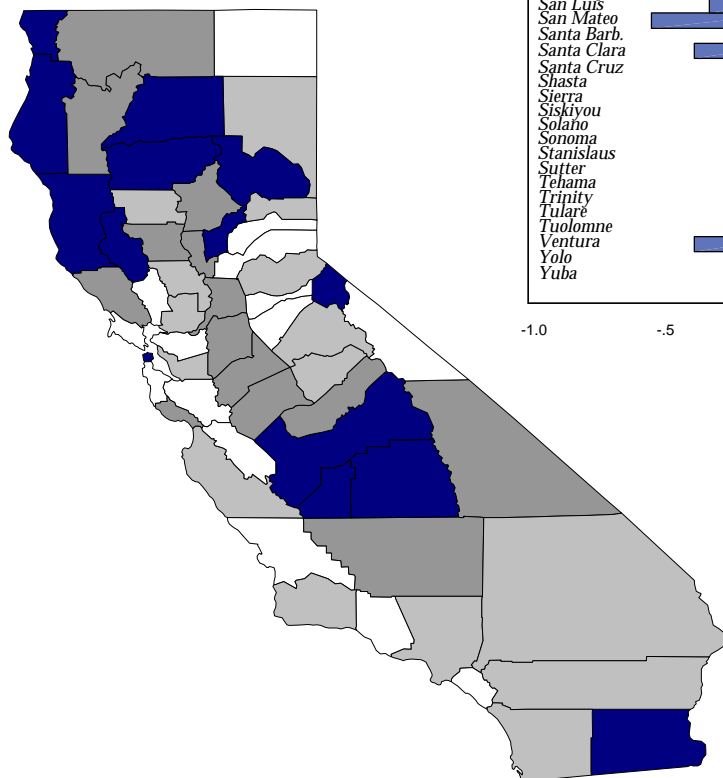 San Luis
San Mateo
Santa Barb.
Santa Clara
Santa Cruz
Shasta
Sierra
Siskiyou
Solano
Sonoma
Stanislaus
Sutter
Tehama
Trinity
Tulare
Tuolomne
Ventura
Yolo
Yuba
-1.0 -.5